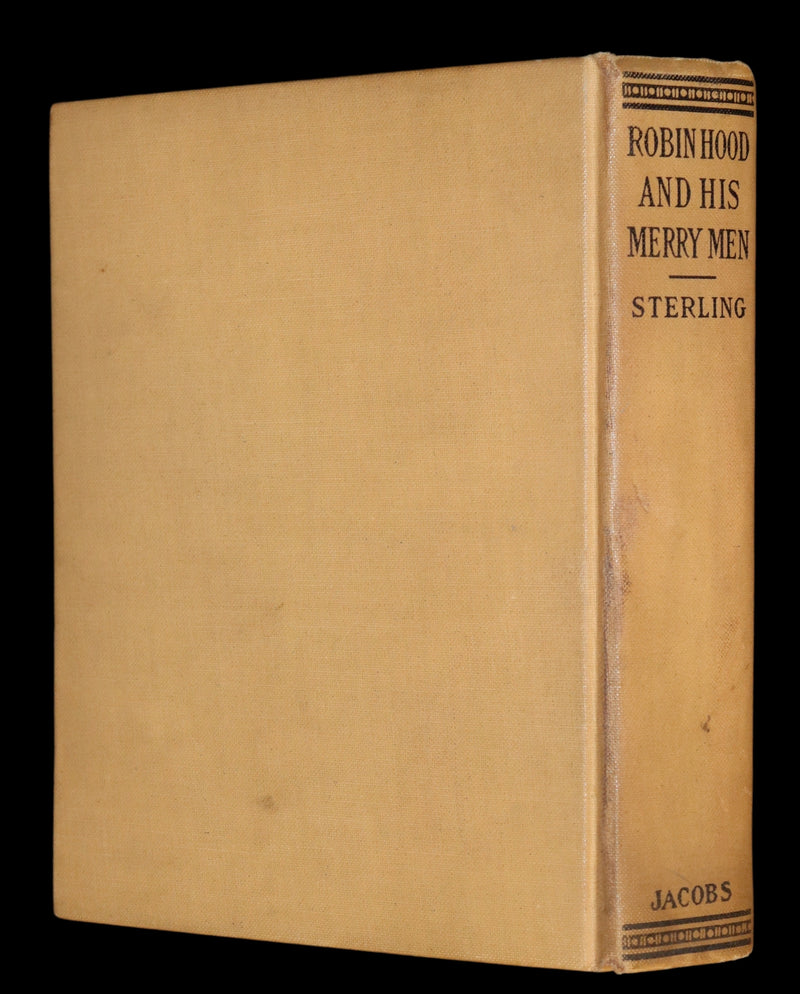 ROBIN HOOD
AND HIS
MERRY MEN
STERLING
JACOBS